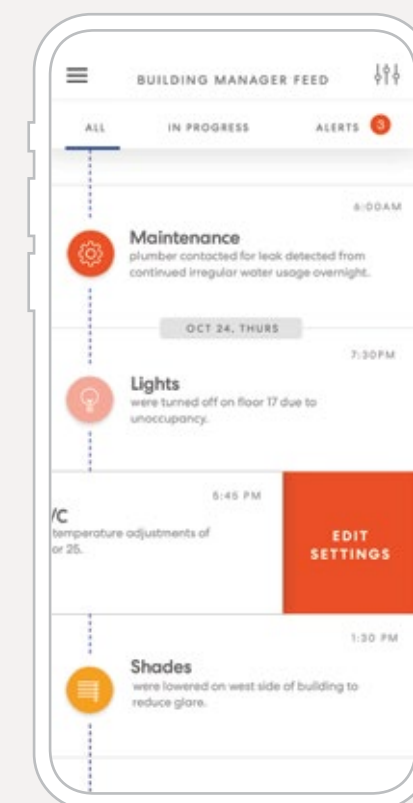 BUILDING MANAGER FEED
ALL IN PROGRESS ALERTS 3
6:00AM
Maintenance
plumber contacted for leak detected from
continued irregular water usage overnight.
OCT 24, THURS
7:30PM
Lights
were turned off on floor 17 due to
unoccupancy.
5:45 PM
/C
temperature adjustments of
or 25.
EDIT
SETTINGS
1:30 PM
Shades
were lowered on west side of building to
reduce glare.